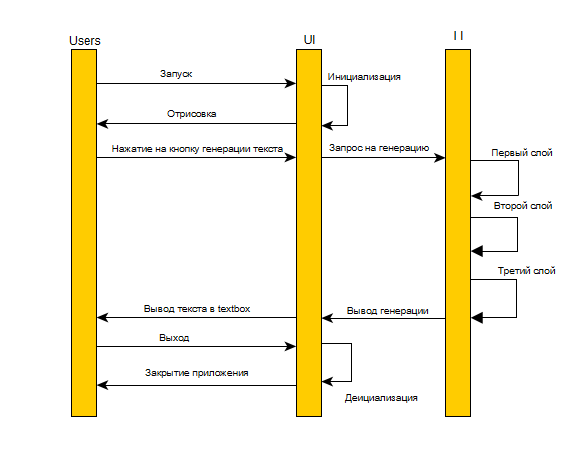 Users
UI
I I
Запуск
Инициализация
Отрисовка
Нажатие на кнопку генерации текста
Запрос на генерацию
Первый слой
Второй слой
Третий слой
Вывод текста в textbox
Вывод генерации
Выход
Закрытие приложения
Деициализация